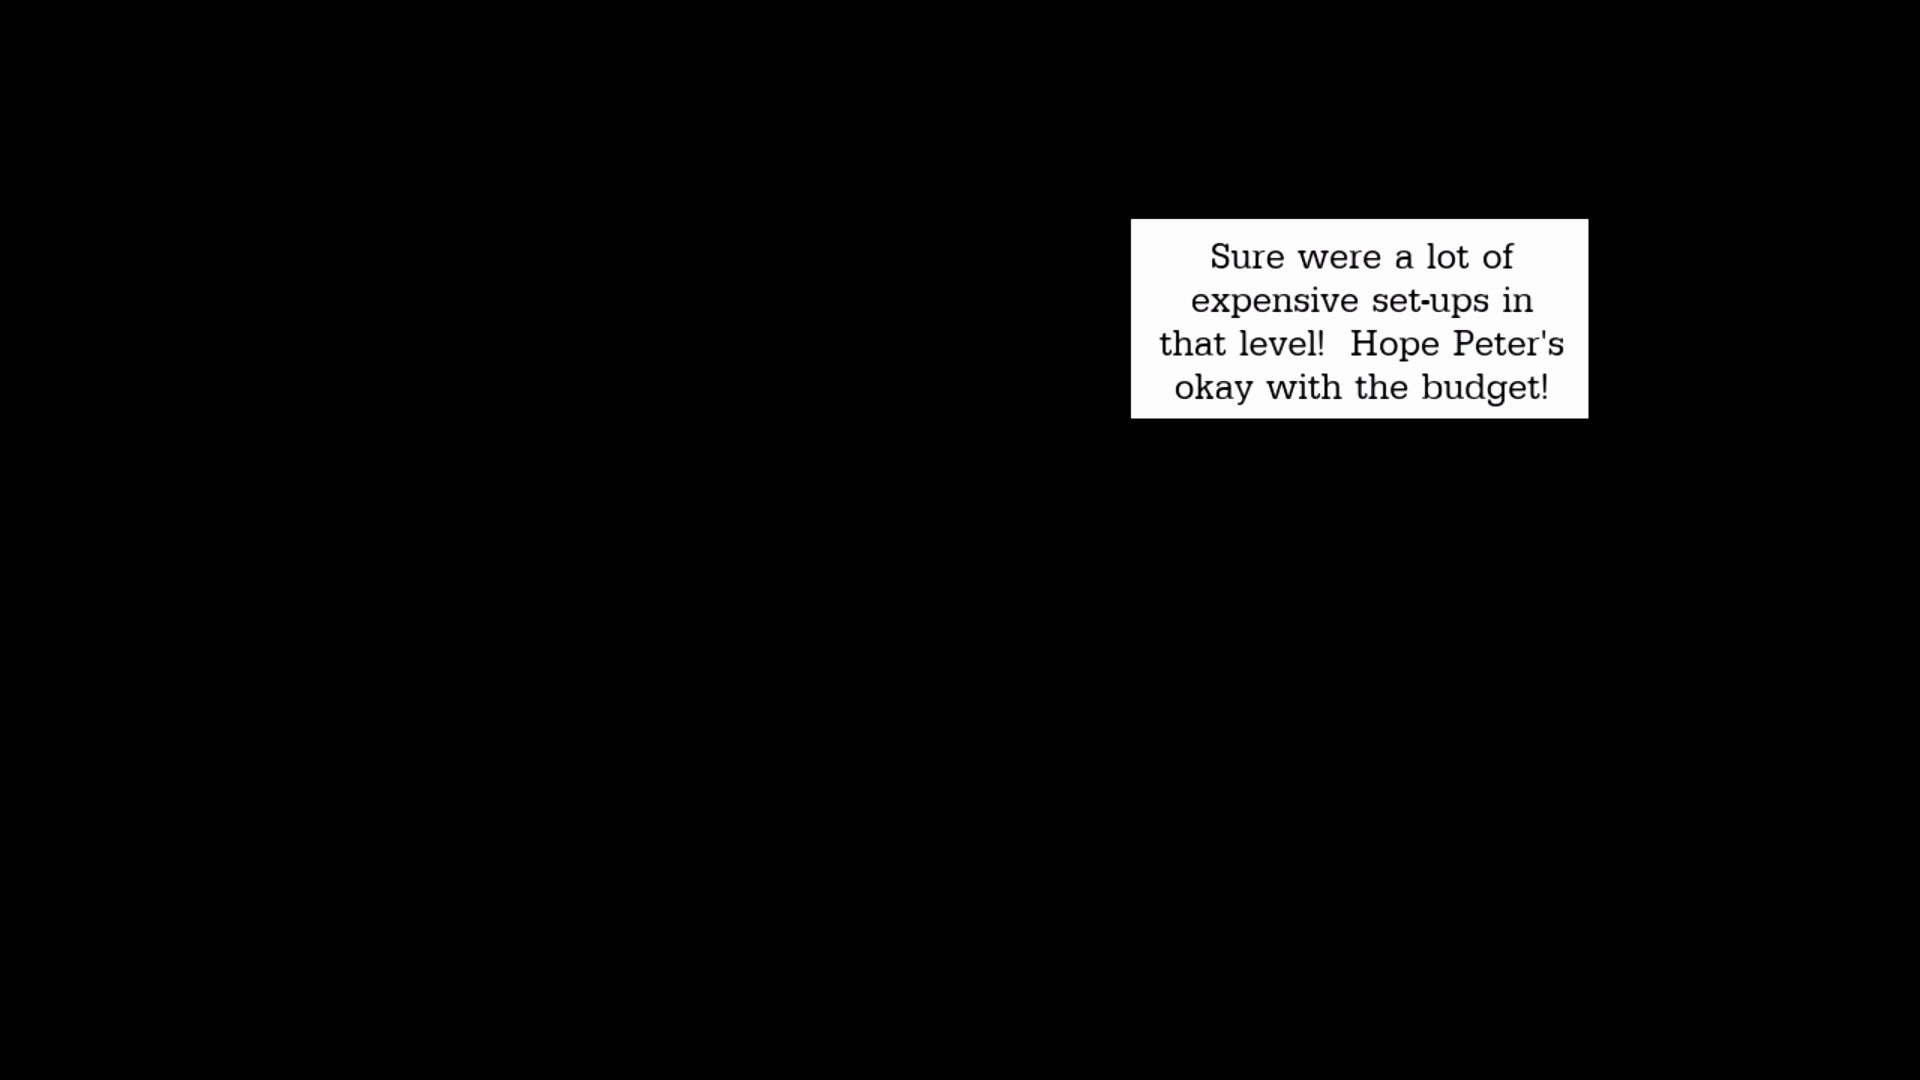 Sure were a lot of
expensive set-ups in
that level!  Hope Peter's
okay with the budget!